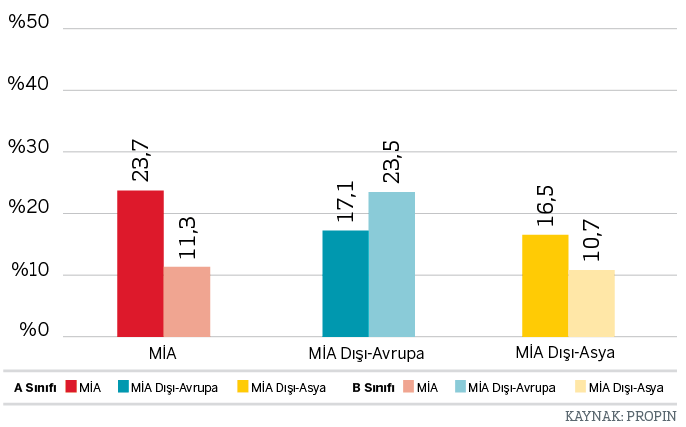 %50
%40
%30
%20
%10
%0
23,7
11,3
17,1
23,5
16,5
10,7
MİA
MİA Dışı-Avrupa
MİA Dışı-Asya
A Sınıfı MİA MİA Dışı-Avrupa MİA Dışı-Asya B Sınıfı MİA MİA Dışı-Avrupa MİA Dışı-Asya
KAYNAK: PROPIN